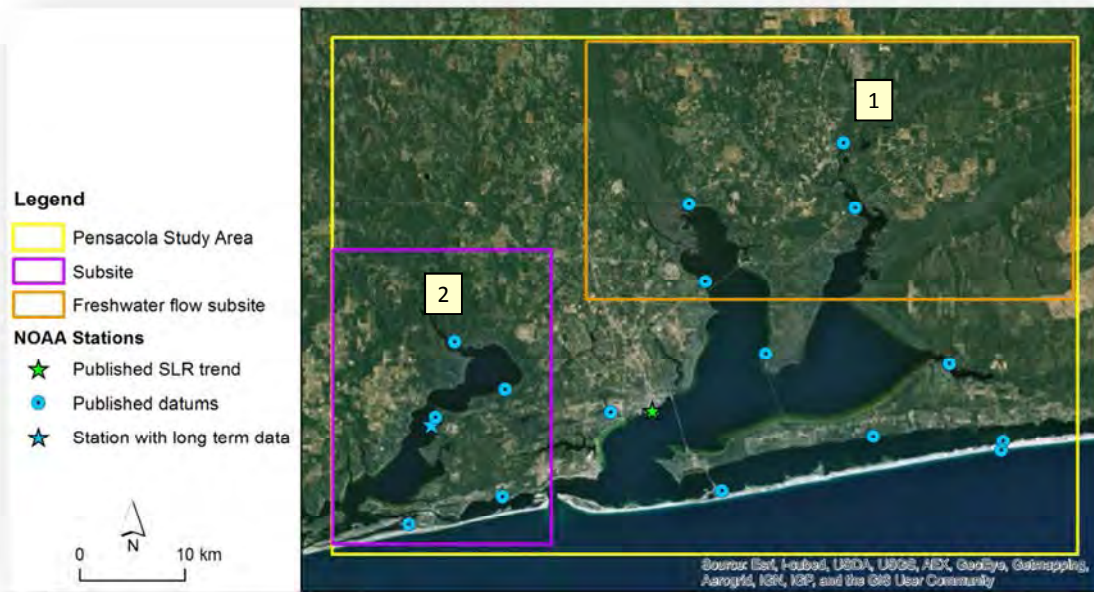 Legend
Pensacola Study Area
Subsite
Freshwater flow subsite
NOAA Stations
Published SLR trend
Published datums
Station with long term data
N
0 10 km
1
2
Source: Esri, i-cubed, USDA, USGS, AEX, GeoEye, Getmapping,
Aerogrid, IGN, IGP, and the GIS User Community